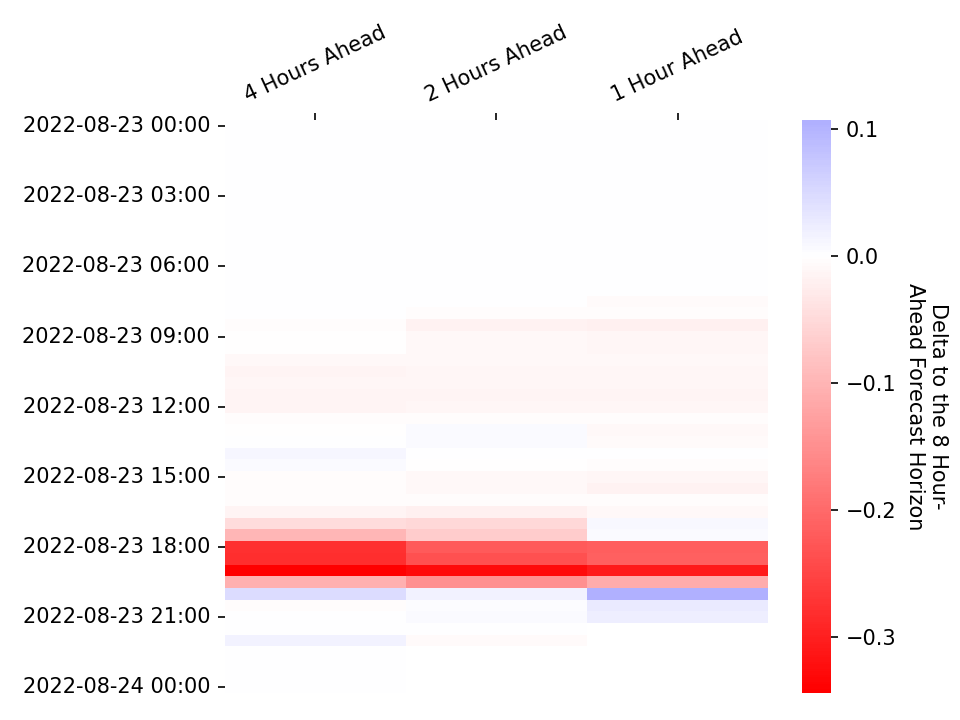 4 Hours Ahead
2 Hours Ahead
1 Hour Ahead
2022-08-23 00:00
2022-08-23 03:00
2022-08-23 06:00
2022-08-23 09:00
2022-08-23 12:00
2022-08-23 15:00
2022-08-23 18:00
2022-08-23 21:00
2022-08-24 00:00
0.1
0.0
−0.1
−0.2
−0.3
Delta to the 8 Hour-
Ahead Forecast Horizon